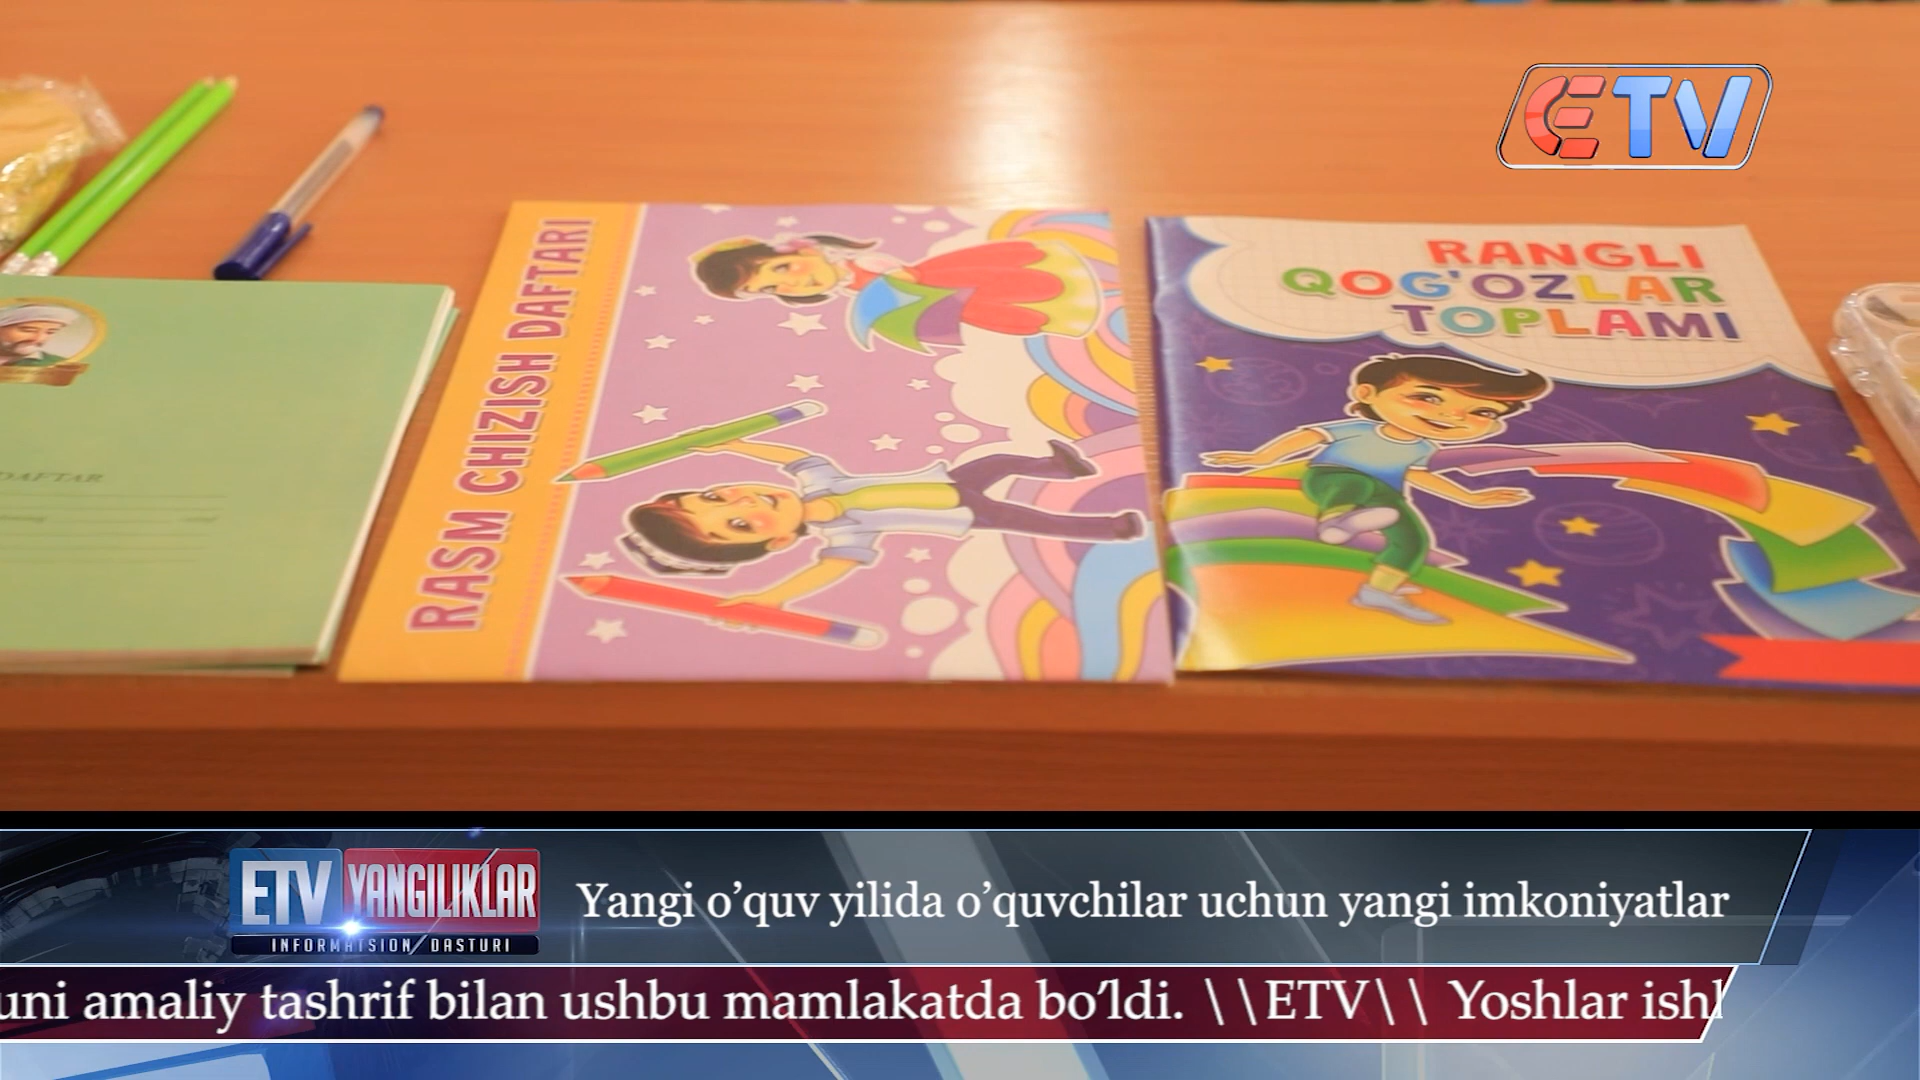 ETV
RASM CHIZISH DAFTARI
RANGLI
QOG'OZLAR
TOPLAMI
DAFTAR
ETV YANGILIKLAR
INFORMATSION DASTURI
Yangi o’quv yilida o’quvchilar uchun yangi imkoniyatlar
uni amaliy tashrif bilan ushbu mamlakatda bo‘ldi. \\ETV\\ Yoshlar ishl